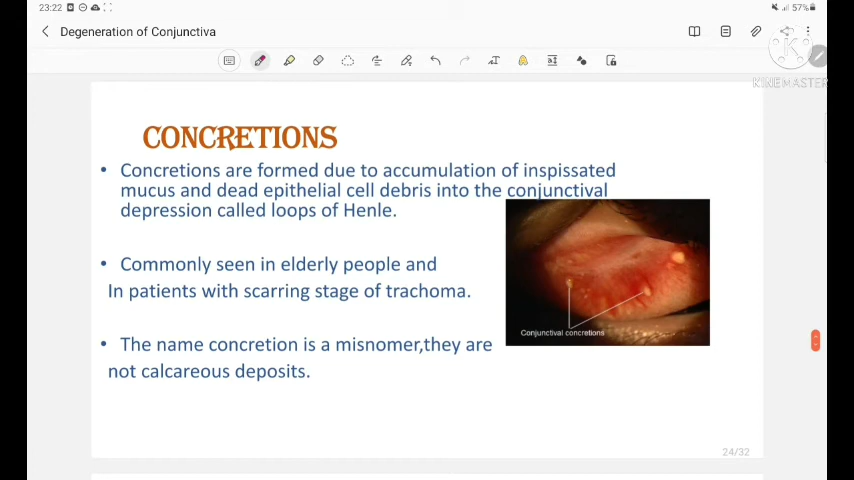 23:22
57%
Degeneration of Conjunctiva
K
KINEMASTER
CONCRETIONS
• Concretions are formed due to accumulation of inspissated
mucus and dead epithelial cell debris into the conjunctival
depression called loops of Henle.
• Commonly seen in elderly people and
In patients with scarring stage of trachoma.
Conjunctival concretions
• The name concretion is a misnomer,they are
not calcareous deposits.
24/32